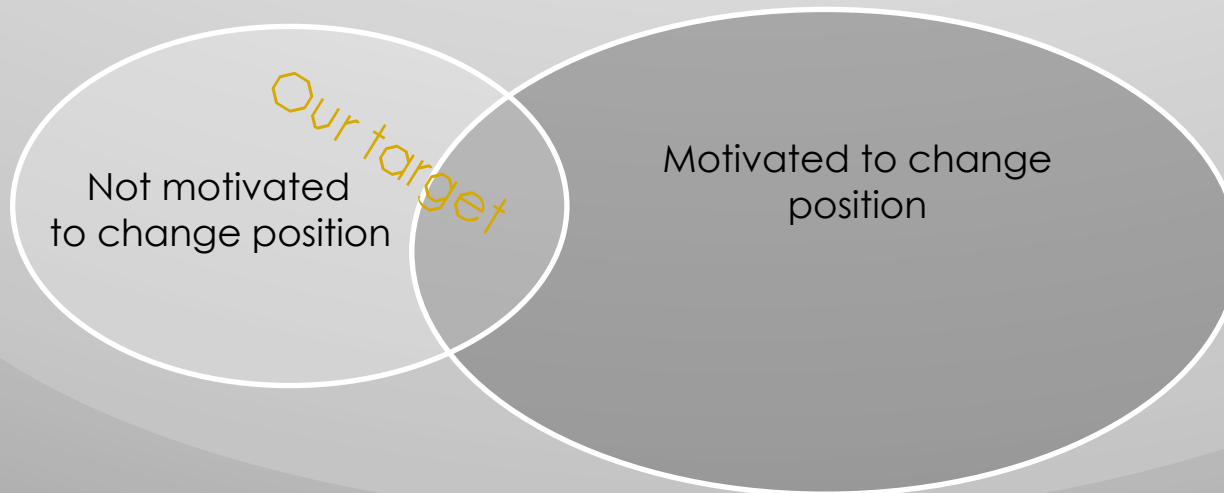 Our target
Not motivated
to change position
Motivated to change
position